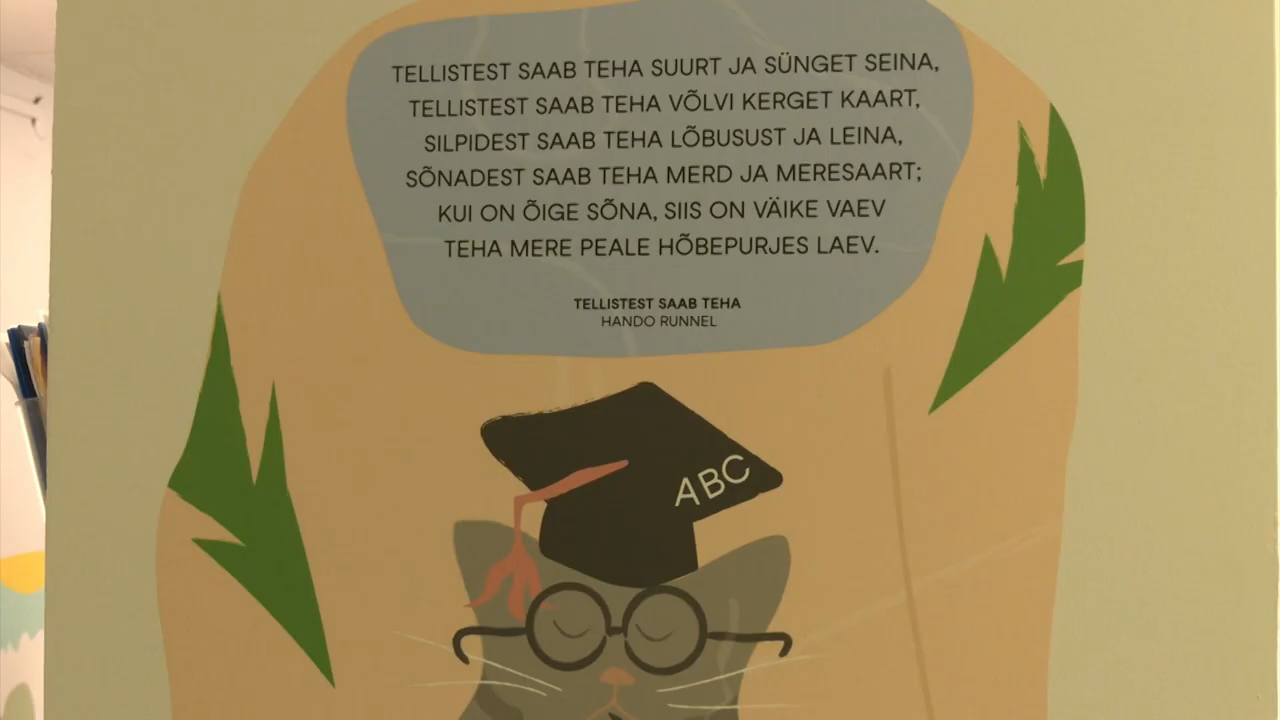 TELLISTEST SAAB TEHA SUURT JA SÜNGET SEINA,
TELLISTEST SAAB TEHA VÕLVI KERGET KAART,
SILPIDEST SAAB TEHA LÕBUSUST JA LEINA,
SÕNADEST SAAB TEHA MERD JA MERESAART;
KUI ON ÕIGE SÕNA, SIIS ON VÄIKE VAEV
TEHA MERE PEALE HÕBEPURJES LAEV.
TELLISTEST SAAB TEHA
HANDO RUNNEL
ABC